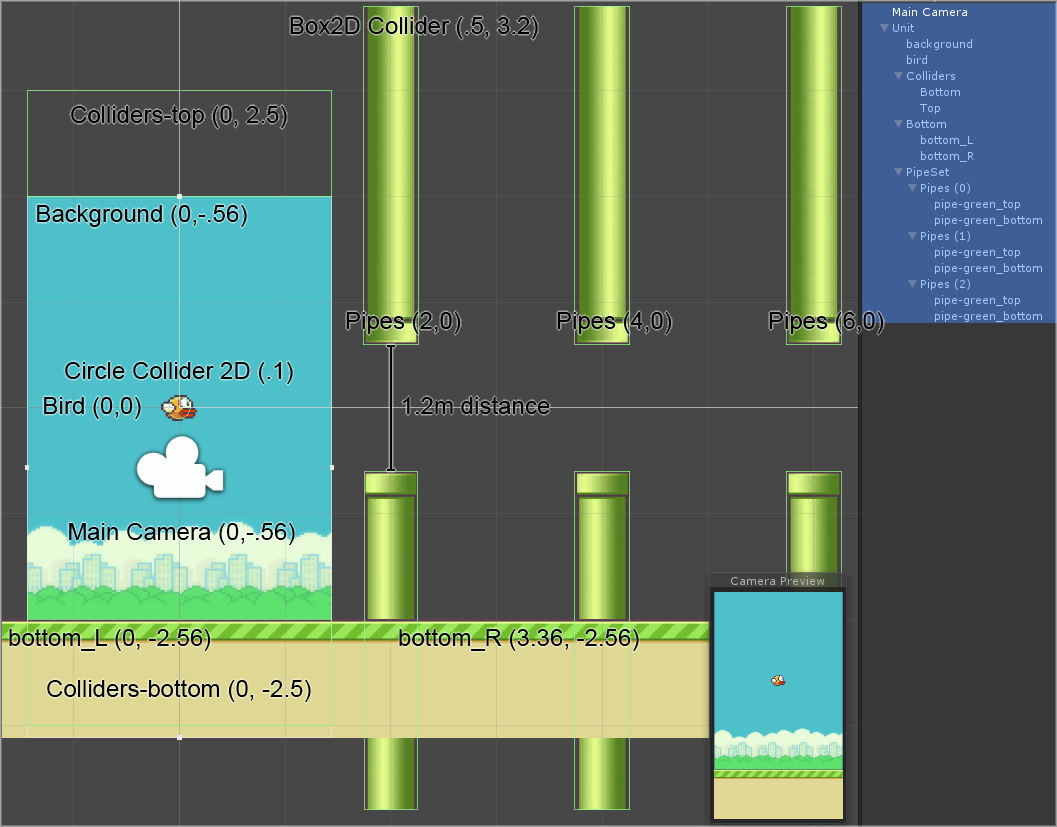 Box2D Collider (.5, 3.2)
Colliders-top (0, 2.5)
Background (0,-.56)
Pipes (2,0)
Pipes (4,0)
Pipes (6,0)
Circle Collider 2D (.1)
Bird (0,0)
1.2m distance
Main Camera (0,-.56)
bottom_L (0, -2.56)
bottom_R (3.36, -2.56)
Colliders-bottom (0, -2.5)
Camera Preview
Main Camera
Unit
background
bird
Colliders
Bottom
Top
Bottom
bottom_L
bottom_R
PipeSet
Pipes (0)
pipe-green_top
pipe-green_bottom
Pipes (1)
pipe-green_top
pipe-green_bottom
Pipes (2)
pipe-green_top
pipe-green_bottom